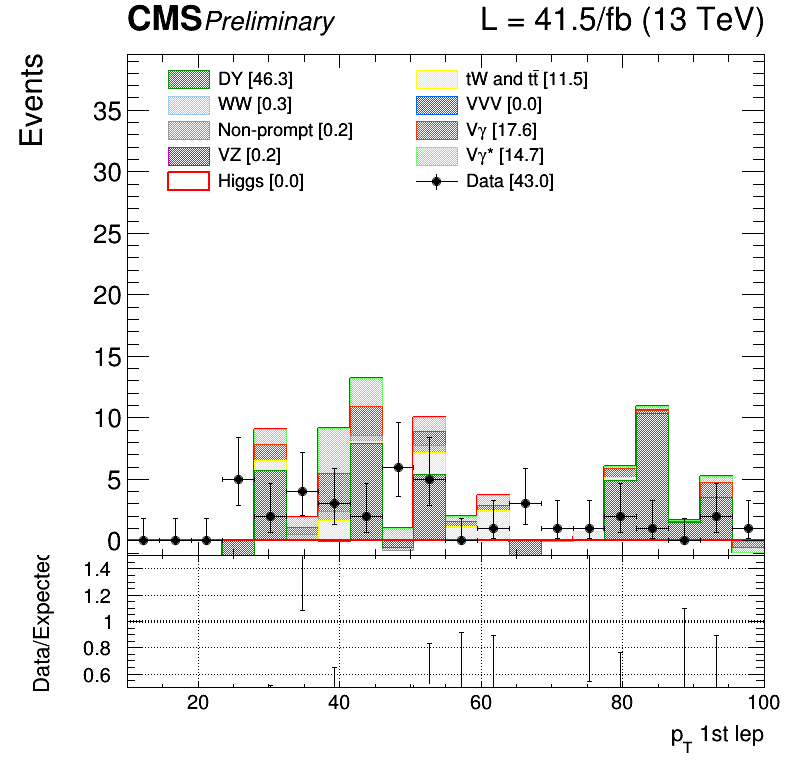 CMS Preliminary L = 41.5/fb (13 TeV)
Events
DY [46.3]
WW [0.3]
Non-prompt [0.2]
VZ [0.2]
Higgs [0.0]
tW and tt̄ [11.5]
VVV [0.0]
Vγ [17.6]
Vγ* [14.7]
Data [43.0]
35
30
25
20
15
10
5
0
Data/Expected
1.4
1.2
1
0.8
0.6
20 40 60 80 100
p_T 1st lep